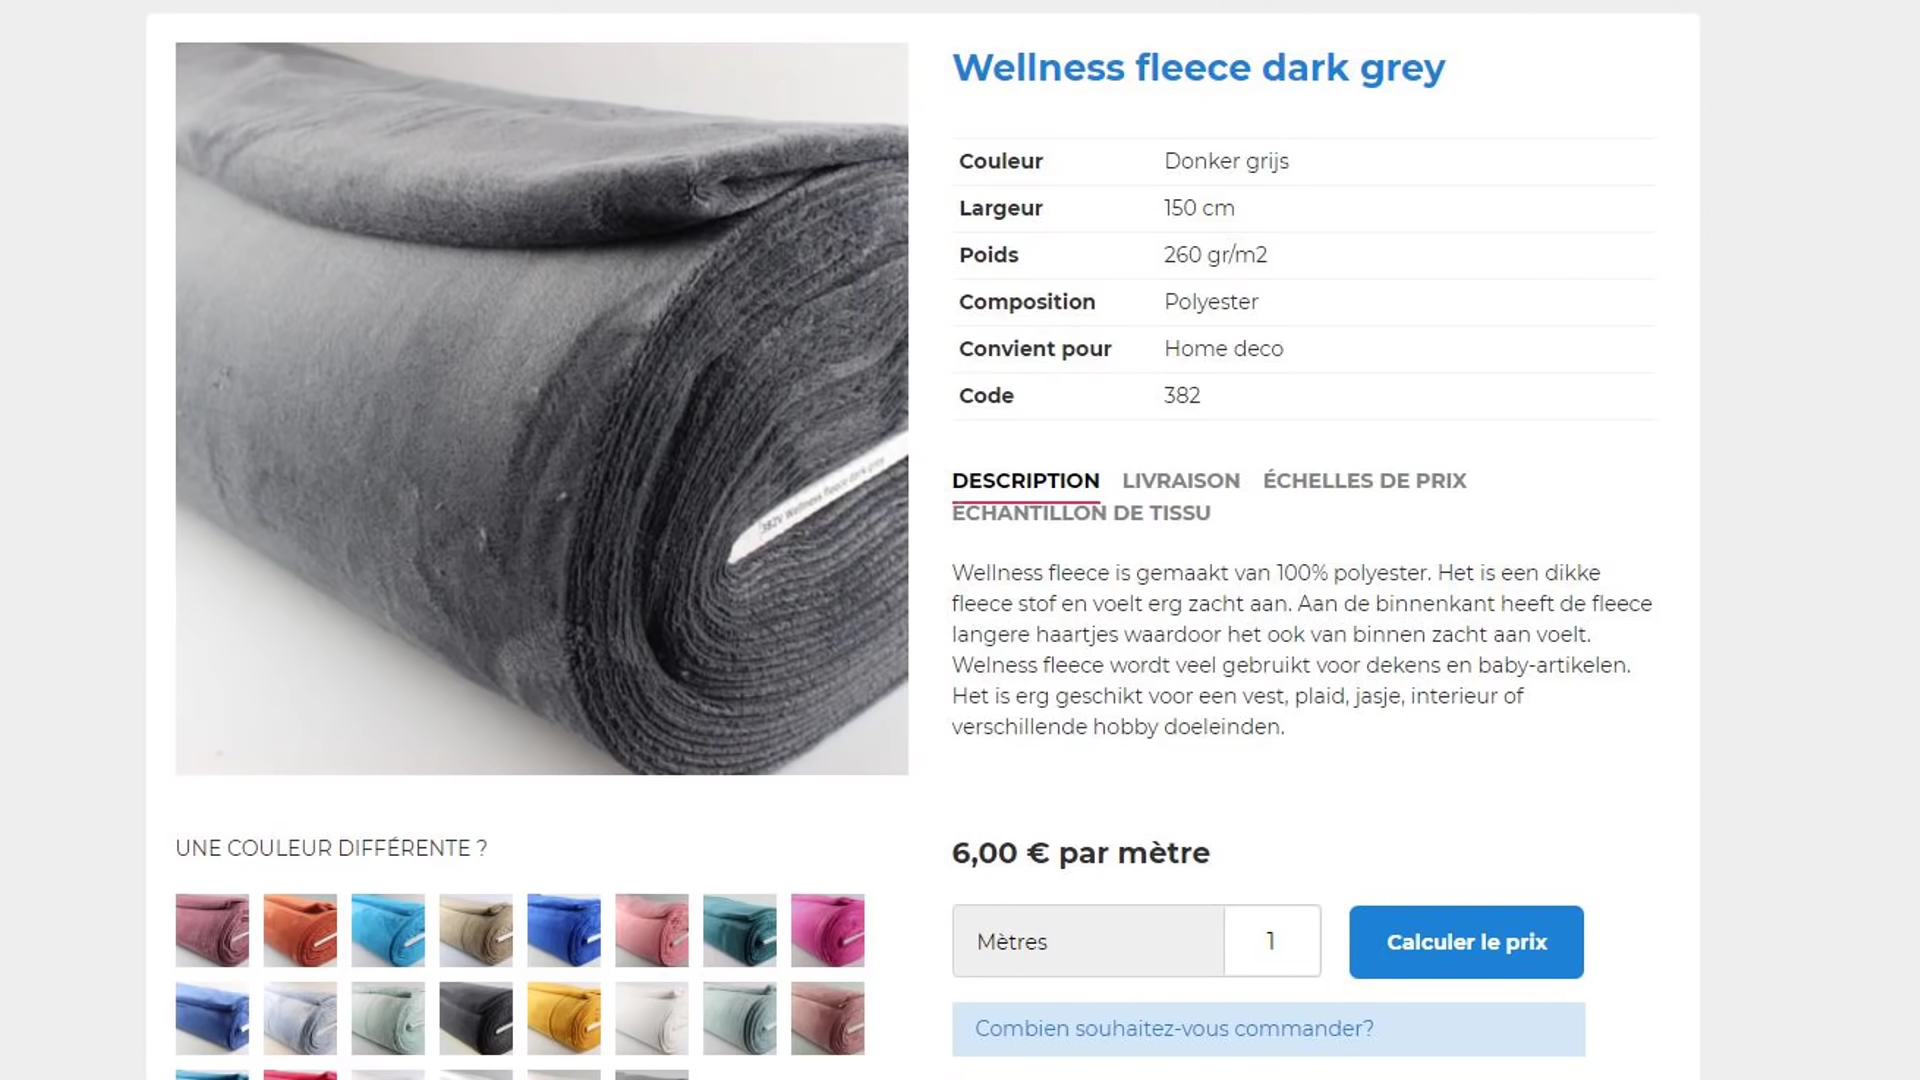 Wellness fleece dark grey
Couleur Donker grijs
Largeur 150 cm
Poids 260 gr/m2
Composition Polyester
Convient pour Home deco
Code 382
DESCRIPTION LIVRAISON ÉCHELLES DE PRIX
ÉCHANTILLON DE TISSU
Wellness fleece is gemaakt van 100% polyester. Het is een dikke
fleece stof en voelt erg zacht aan. Aan de binnenkant heeft de fleece
langere haartjes waardoor het ook van binnen zacht aan voelt.
Welness fleece wordt veel gebruikt voor dekens en baby-artikelen.
Het is erg geschikt voor een vest, plaid, jasje, interieur of
verschillende hobby doeleinden.
382V Wellness fleece dark grey
UNE COULEUR DIFFÉRENTE ?
6,00 € par mètre
Mètres 1 Calculer le prix
Combien souhaitez-vous commander?